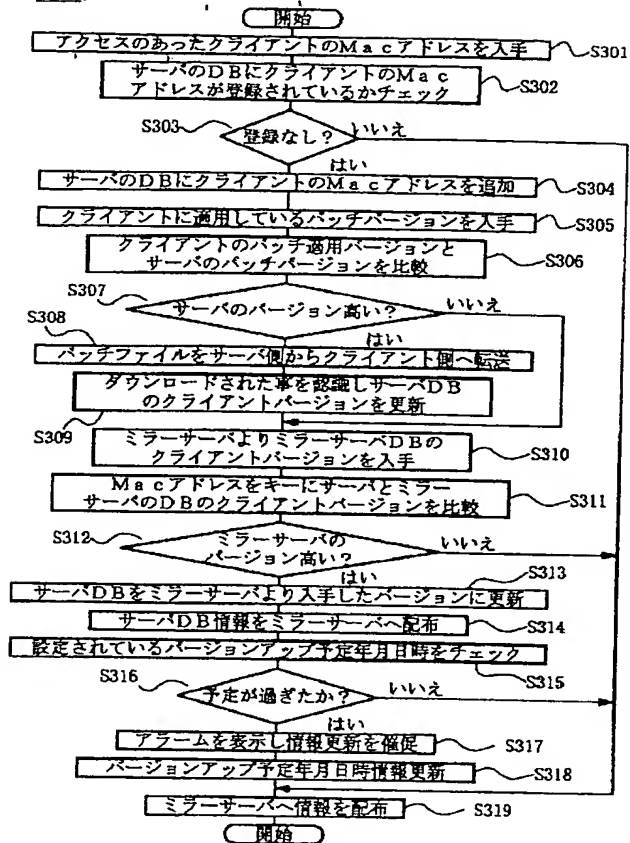 開始
アクセスのあったクライアントのMacアドレスを入手
S301
サーバのDBにクライアントのMac
アドレスが登録されているかチェック
S302
S303
登録なし?
いいえ
はい
サーバのDBにクライアントのMacアドレスを追加
S304
クライアントに適用しているパッチバージョンを入手
S305
クライアントのパッチ適用バージョンと
サーバのパッチバージョンを比較
S306
S307
サーバのバージョン高い?
いいえ
S308
はい
パッチファイルをサーバ側からクライアント側へ転送
ダウンロードされた事を認識しサーバDB
のクライアントバージョンを更新
S309
ミラーサーバよりミラーサーバDBの
クライアントバージョンを入手
S310
Macアドレスをキーにサーバとミラー
サーバのDBのクライアントバージョンを比較
S311
S312
ミラーサーバの
バージョン高い?
いいえ
はい
S313
サーバDBをミラーサーバより入手したバージョンに更新
サーバDB情報をミラーサーバへ配布
S314
設定されているバージョンアップ予定年月日時をチェック
S315
S316
予定が過ぎたか?
いいえ
はい
アラームを表示し情報更新を催促
S317
バージョンアップ予定年月日時情報更新
S318
ミラーサーバへ情報を配布
S319
開始